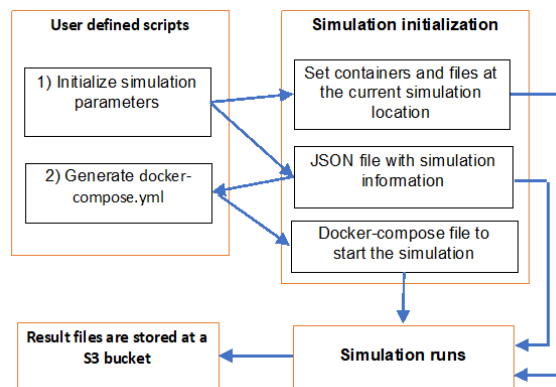 User defined scripts
1) Initialize simulation
parameters
2) Generate docker-
compose.yml
Simulation initialization
Set containers and files at
the current simulation
location
JSON file with simulation
information
Docker-compose file to
start the simulation
Result files are stored at a
S3 bucket
Simulation runs